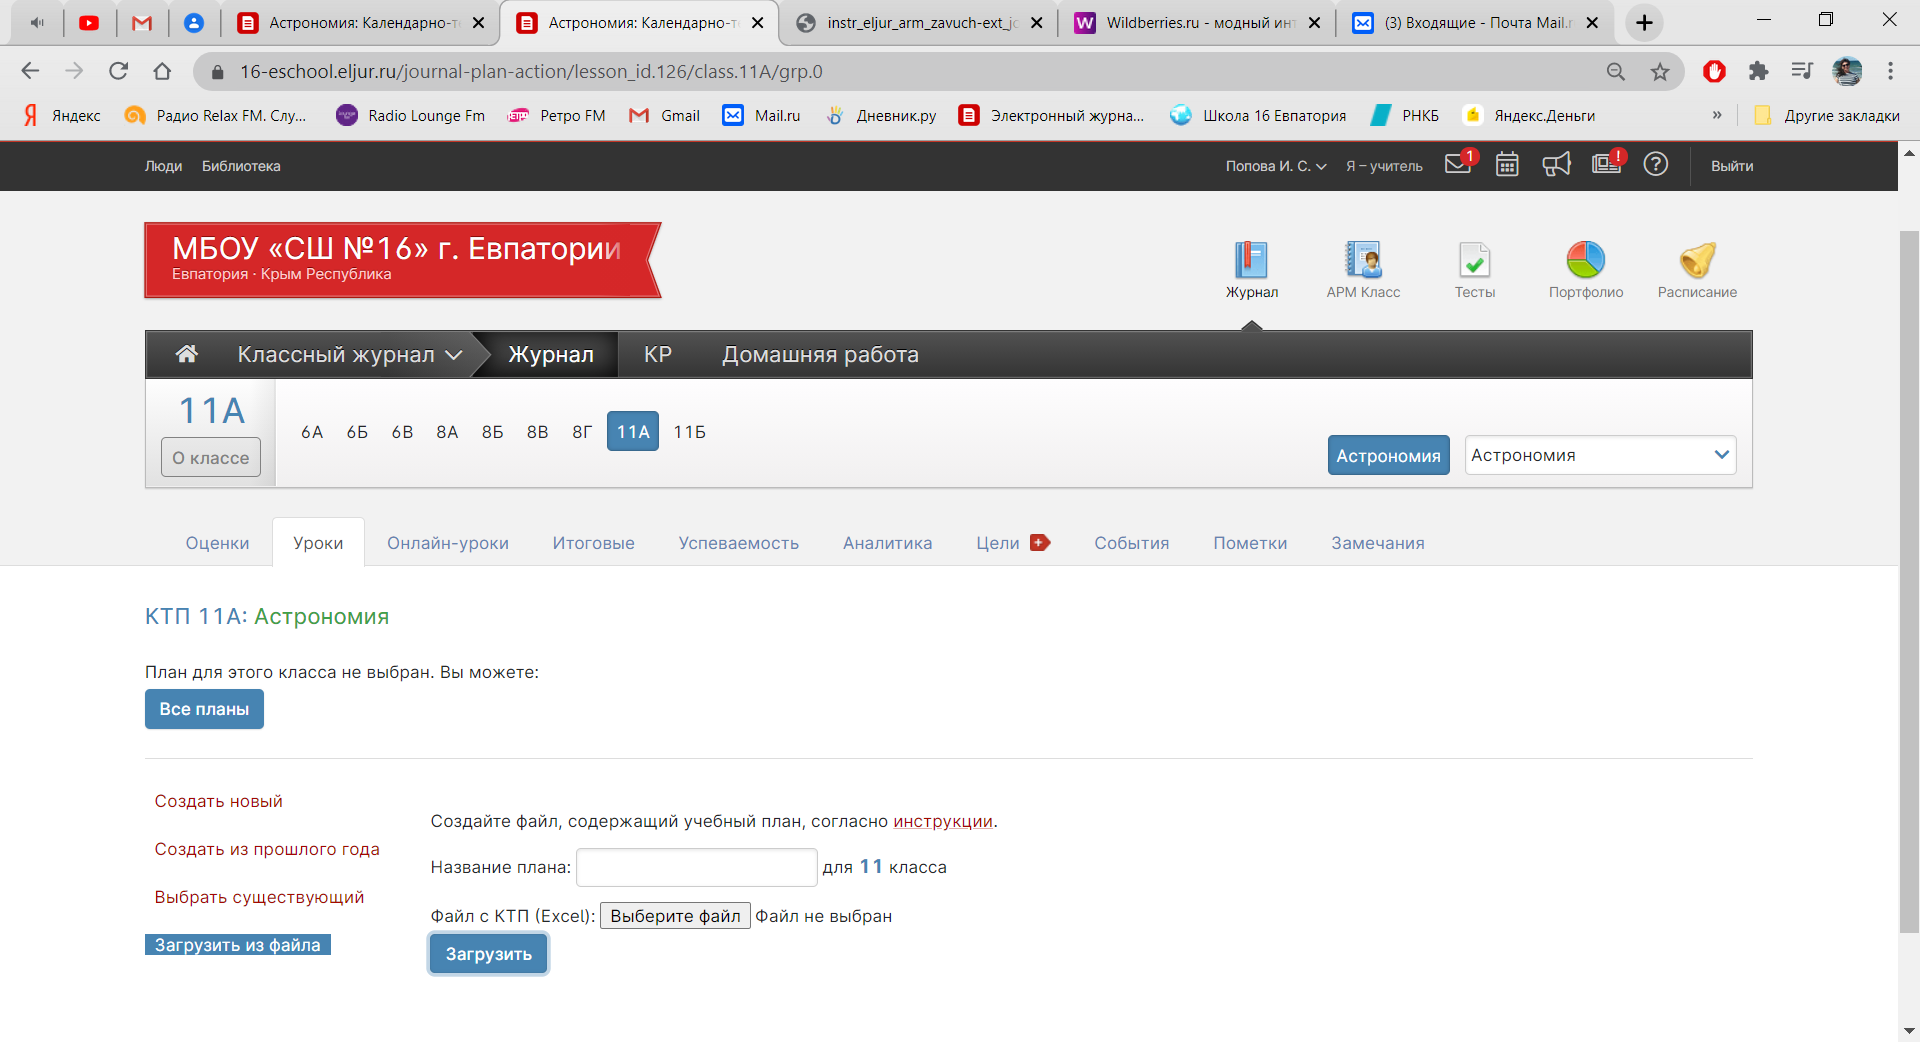 Астрономия: Календарно-т
Астрономия: Календарно-т
instr_eljur_arm_zavuch-ext_jo
Wildberries.ru - модный инт
(3) Входящие - Почта Mail.r
16-eschool.eljur.ru/journal-plan-action/lesson_id.126/class.11A/grp.0
Яндекс
Радио Relax FM. Слу...
Radio Lounge Fm
Ретро FM
Gmail
Mail.ru
Дневник.ру
Электронный журна...
Школа 16 Евпатория
РНКБ
Яндекс.Деньги
»
Другие закладки
Люди Библиотека
Попова И. С. Я – учитель 1 ! ? Выйти
МБОУ «СШ №16» г. Евпатории
Евпатория · Крым Республика
Журнал АРМ Класс Тесты Портфолио Расписание
Классный журнал Журнал КР Домашняя работа
11А
О классе
6А 6Б 6В 8А 8Б 8В 8Г 11А 11Б
Астрономия Астрономия
Оценки Уроки Онлайн-уроки Итоговые Успеваемость Аналитика Цели + События Пометки Замечания
КТП 11А: Астрономия
План для этого класса не выбран. Вы можете:
Все планы
Создать новый
Создать из прошлого года
Выбрать существующий
Загрузить из файла
Создайте файл, содержащий учебный план, согласно инструкции.
Название плана: для 11 класса
Файл с КТП (Excel): Выберите файл Файл не выбран
Загрузить